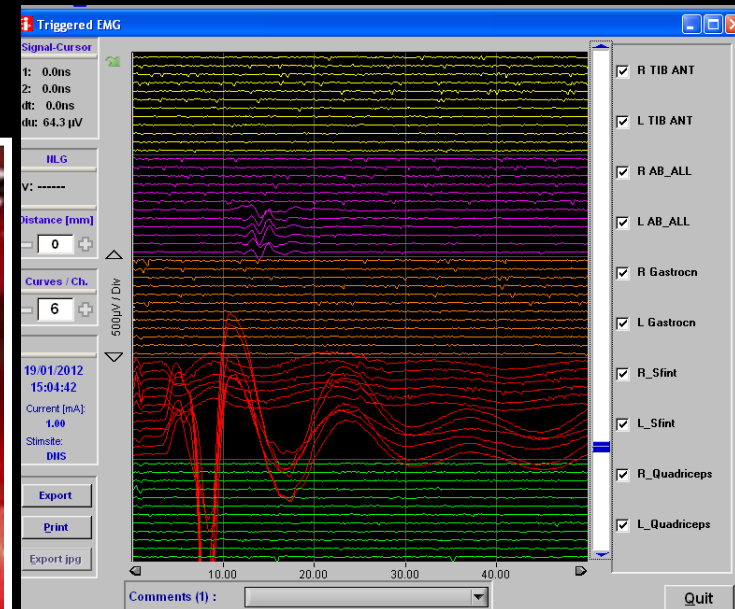 Triggered EMG
Signal-Cursor
1: 0.0ns
2: 0.0ns
dt: 0.0ns
du: 64.3 µV
NLG
v: ------
Distance [mm]
0
Curves / Ch.
6
19/01/2012
15:04:42
Current [mA]:
1.00
Stimsite:
DNS
Export
Print
Export jpg
500µV / Div
R TIB ANT
L TIB ANT
R AB_ALL
L AB_ALL
R Gastrocn
L Gastrocn
R_Sfint
L_Sfint
R_Quadriceps
L_Quadriceps
10.00 20.00 30.00 40.00
Comments (1) :
Quit